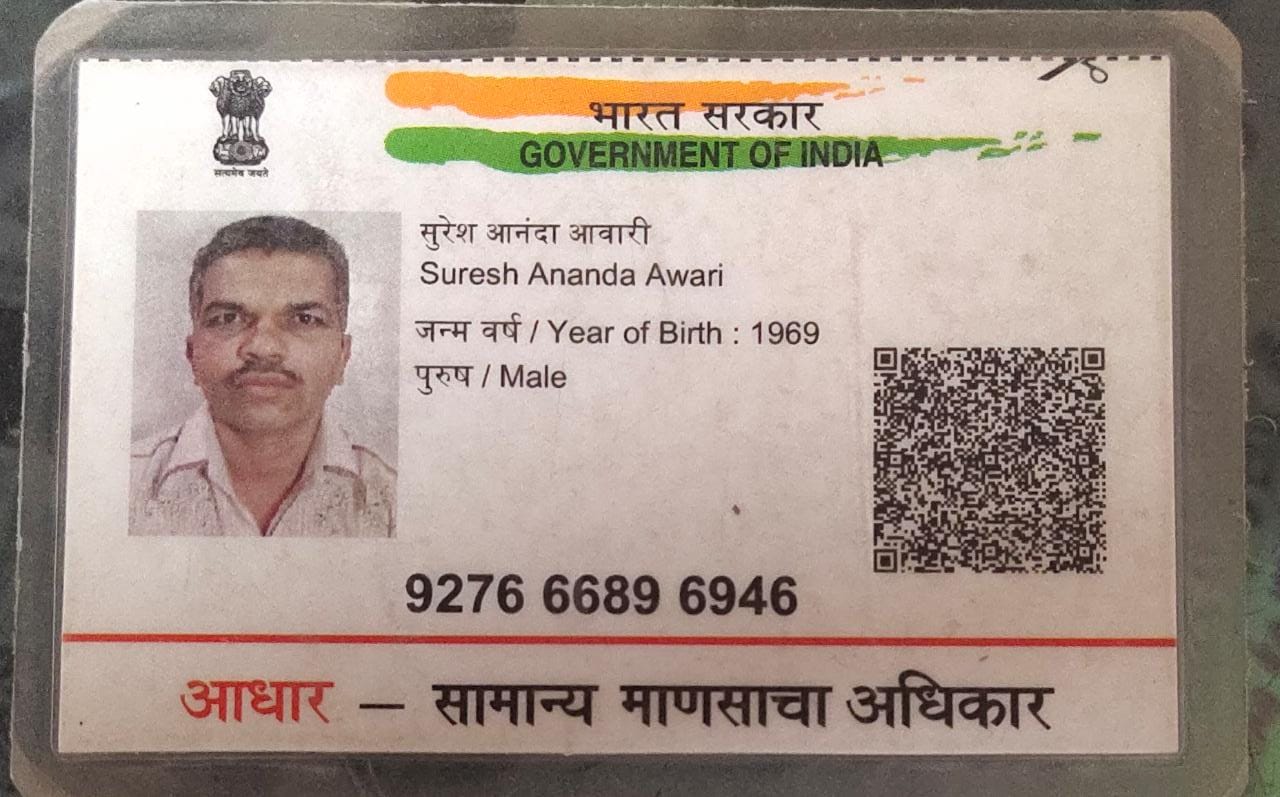 सत्यमेव जयते
भारत सरकार
GOVERNMENT OF INDIA
सुरेश आनंदा आवारी
Suresh Ananda Awari
जन्म वर्ष / Year of Birth : 1969
पुरुष / Male
9276 6689 6946
आधार – सामान्य माणसाचा अधिकार